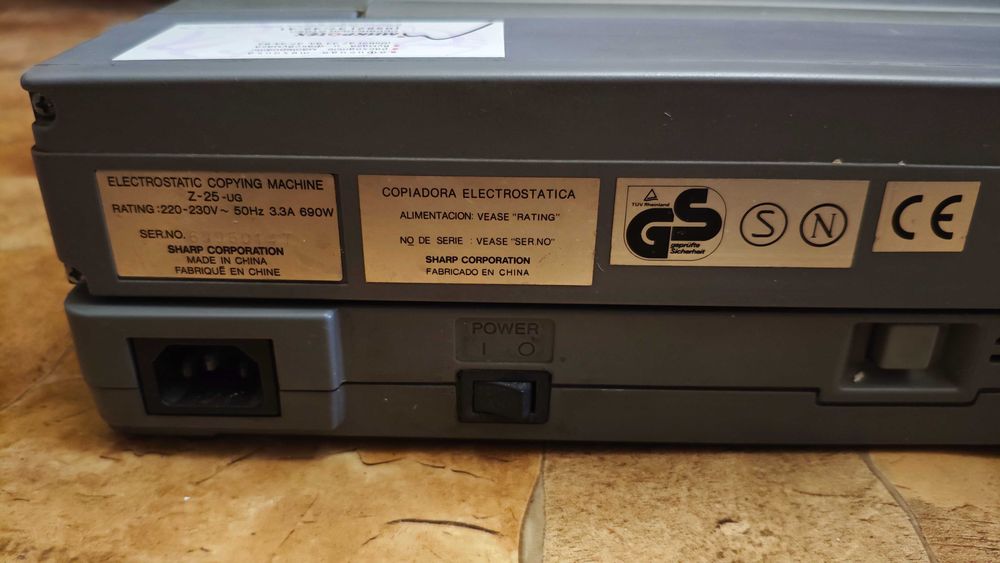 ELECTROSTATIC COPYING MACHINE
Z-25-UG
RATING:220-230V~ 50Hz 3.3A 690W
SER.NO.
SHARP CORPORATION
MADE IN CHINA
FABRIQUÉ EN CHINE
COPIADORA ELECTROSTATICA
ALIMENTACION: VEASE "RATING"
NO DE SERIE : VEASE "SER.NO"
SHARP CORPORATION
FABRICADO EN CHINA
TÜV Rheinland
GS
geprüfte
Sicherheit
S
N
CE
POWER
I O